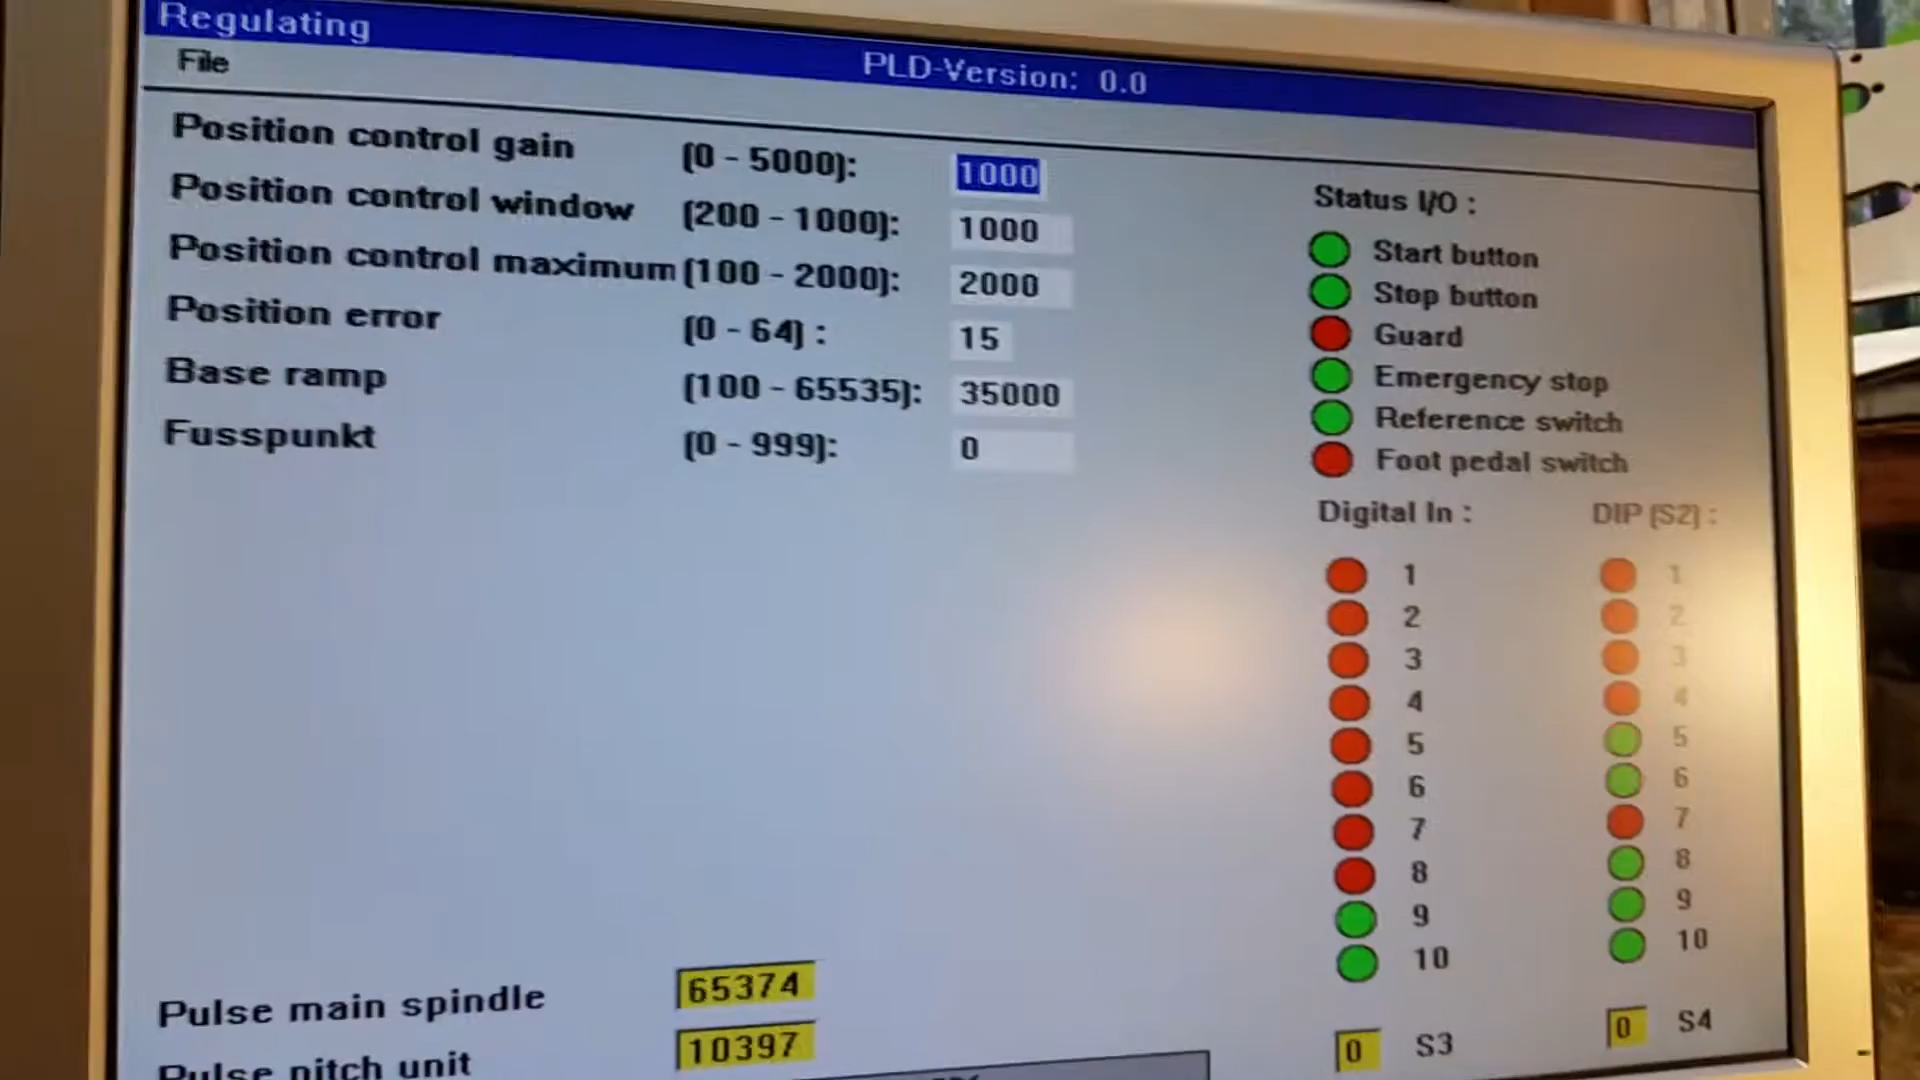 Regulating
PLD-Version: 0.0
File
Position control gain (0 - 5000): 1000
Position control window (200 - 1000): 1000
Position control maximum (100 - 2000): 2000
Position error (0 - 64) : 15
Base ramp (100 - 65535): 35000
Fusspunkt (0 - 999): 0
Status I/O :
Start button
Stop button
Guard
Emergency stop
Reference switch
Foot pedal switch
Digital In : DIP (S2) :
1 1
2 2
3 3
4 4
5 5
6 6
7 7
8 8
9 9
10 10
0 S3 0 S4
Pulse main spindle 65374
Pulse pitch unit 10397